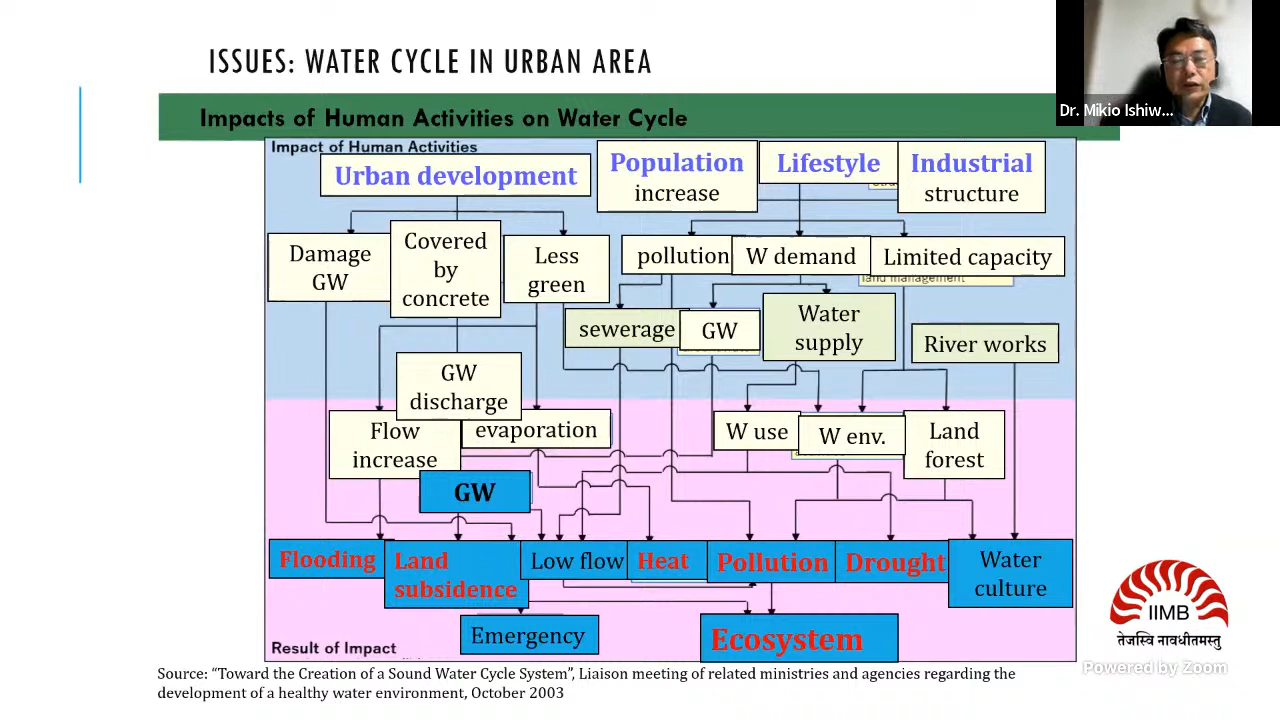 ISSUES: WATER CYCLE IN URBAN AREA
Dr. Mikio Ishiw...
Impacts of Human Activities on Water Cycle
Impact of Human Activities
Urban development
Population
increase
Lifestyle
Industrial
structure
Damage
GW
Covered
by
concrete
Less
green
pollution
W demand
Limited capacity
land management
sewerage
GW
Water
supply
River works
GW
discharge
Flow
increase
evaporation
W use
W env.
Land
forest
GW
Flooding
Land
subsidence
Low flow
Heat
Pollution
Drought
Water
culture
Emergency
Ecosystem
Result of Impact
IIMB
तेजस्वि नावधीतमस्तु
Powered by Zoom
Source: “Toward the Creation of a Sound Water Cycle System”, Liaison meeting of related ministries and agencies regarding the
development of a healthy water environment, October 2003